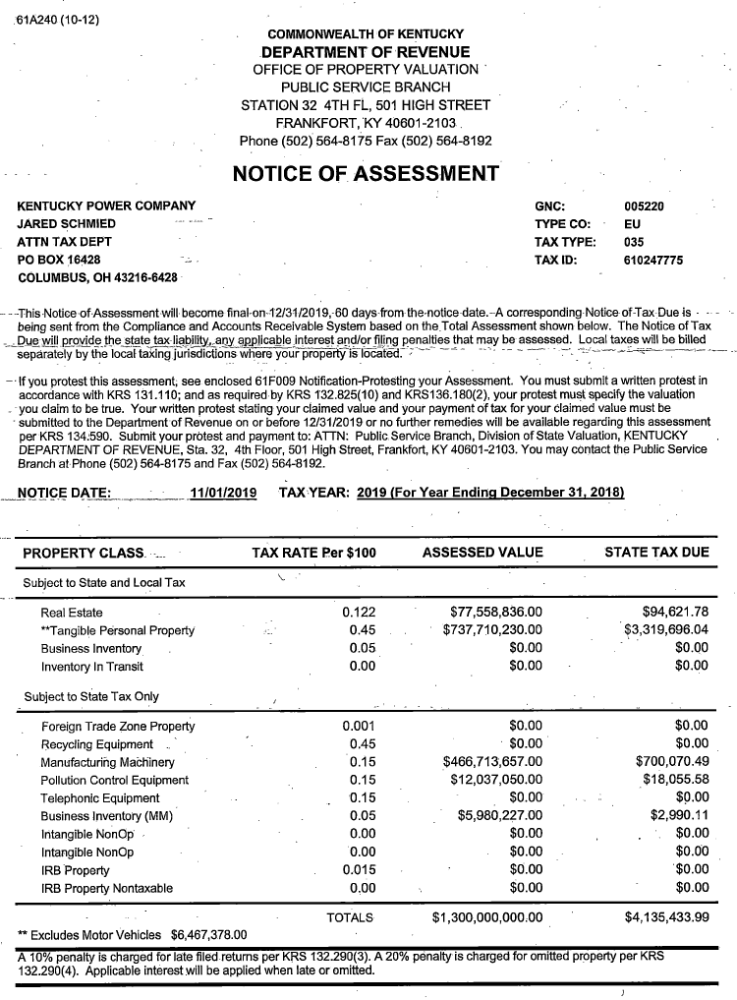 61A240 (10-12)
COMMONWEALTH OF KENTUCKY
DEPARTMENT OF REVENUE
OFFICE OF PROPERTY VALUATION
PUBLIC SERVICE BRANCH
STATION 32 4TH FL, 501 HIGH STREET
FRANKFORT, KY 40601-2103
Phone (502) 564-8175 Fax (502) 564-8192
NOTICE OF ASSESSMENT
KENTUCKY POWER COMPANY GNC: 005220
JARED SCHMIED TYPE CO: EU
ATTN TAX DEPT TAX TYPE: 035
PO BOX 16428 TAX ID: 610247775
COLUMBUS, OH 43216-6428
This Notice of Assessment will become final on 12/31/2019, 60 days from the notice date. A corresponding Notice of Tax Due is
being sent from the Compliance and Accounts Receivable System based on the Total Assessment shown below. The Notice of Tax
Due will provide the state tax liability, any applicable interest and/or filing penalties that may be assessed. Local taxes will be billed
separately by the local taxing jurisdictions where your property is located.
If you protest this assessment, see enclosed 61F009 Notification-Protesting your Assessment. You must submit a written protest in
accordance with KRS 131.110; and as required by KRS 132.825(10) and KRS136.180(2), your protest must specify the valuation
you claim to be true. Your written protest stating your claimed value and your payment of tax for your claimed value must be
submitted to the Department of Revenue on or before 12/31/2019 or no further remedies will be available regarding this assessment
per KRS 134.590. Submit your protest and payment to: ATTN: Public Service Branch, Division of State Valuation, KENTUCKY
DEPARTMENT OF REVENUE, Sta. 32, 4th Floor, 501 High Street, Frankfort, KY 40601-2103. You may contact the Public Service
Branch at Phone (502) 564-8175 and Fax (502) 564-8192.
NOTICE DATE: 11/01/2019 TAX YEAR: 2019 (For Year Ending December 31, 2018)
PROPERTY CLASS TAX RATE Per $100 ASSESSED VALUE STATE TAX DUE
Subject to State and Local Tax
Real Estate 0.122 $77,558,836.00 $94,621.78
**Tangible Personal Property 0.45 $737,710,230.00 $3,319,696.04
Business Inventory 0.05 $0.00 $0.00
Inventory In Transit 0.00 $0.00 $0.00
Subject to State Tax Only
Foreign Trade Zone Property 0.001 $0.00 $0.00
Recycling Equipment 0.45 $0.00 $0.00
Manufacturing Machinery 0.15 $466,713,657.00 $700,070.49
Pollution Control Equipment 0.15 $12,037,050.00 $18,055.58
Telephonic Equipment 0.15 $0.00 $0.00
Business Inventory (MM) 0.05 $5,980,227.00 $2,990.11
Intangible NonOp 0.00 $0.00 $0.00
Intangible NonOp 0.00 $0.00 $0.00
IRB Property 0.015 $0.00 $0.00
IRB Property Nontaxable 0.00 $0.00 $0.00
TOTALS $1,300,000,000.00 $4,135,433.99
** Excludes Motor Vehicles $6,467,378.00
A 10% penalty is charged for late filed returns per KRS 132.290(3). A 20% penalty is charged for omitted property per KRS
132.290(4). Applicable interest will be applied when late or omitted.